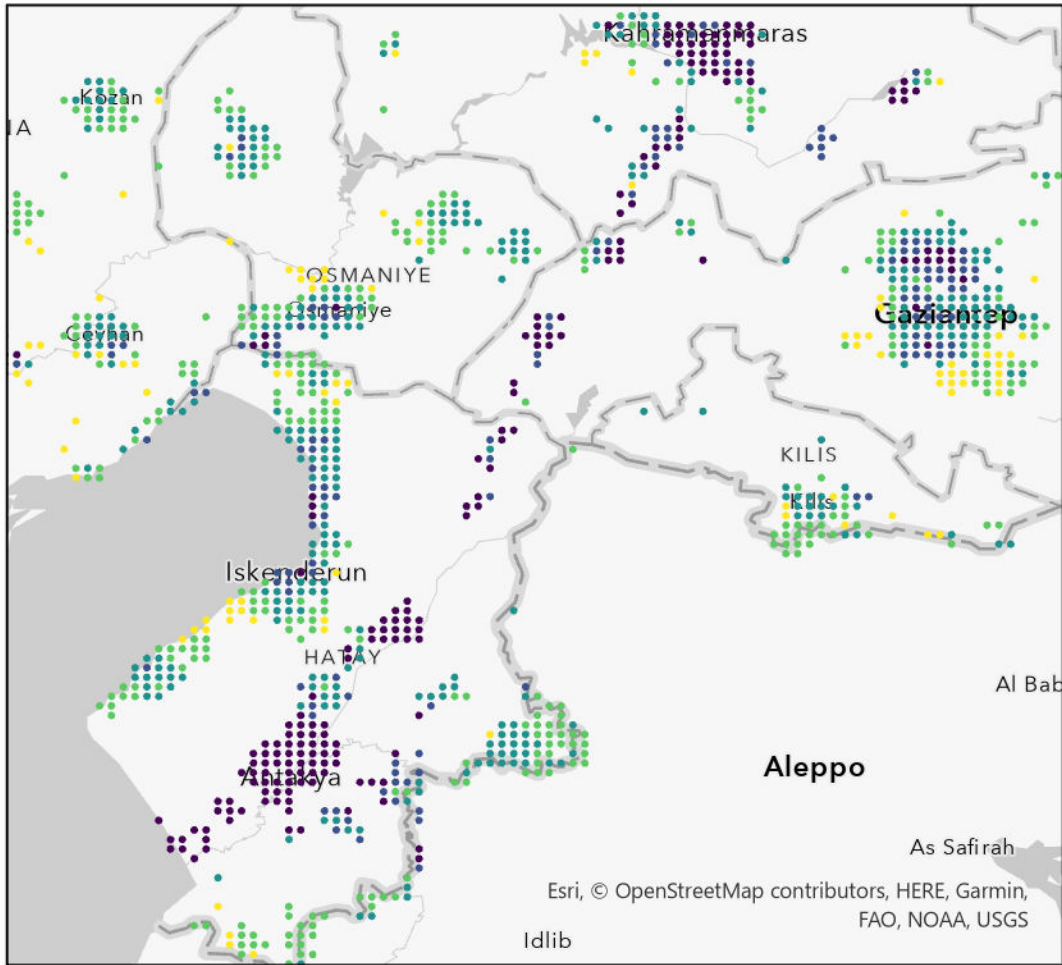 Kahramanmaras
Kozan
NA
OSMANIYE
Osmaniye
Gaziantep
Ceyhan
KILIS
Kilis
Iskenderun
HATAY
Al Bab
Aleppo
Antakya
As Safirah
Esri, © OpenStreetMap contributors, HERE, Garmin,
FAO, NOAA, USGS
Idlib